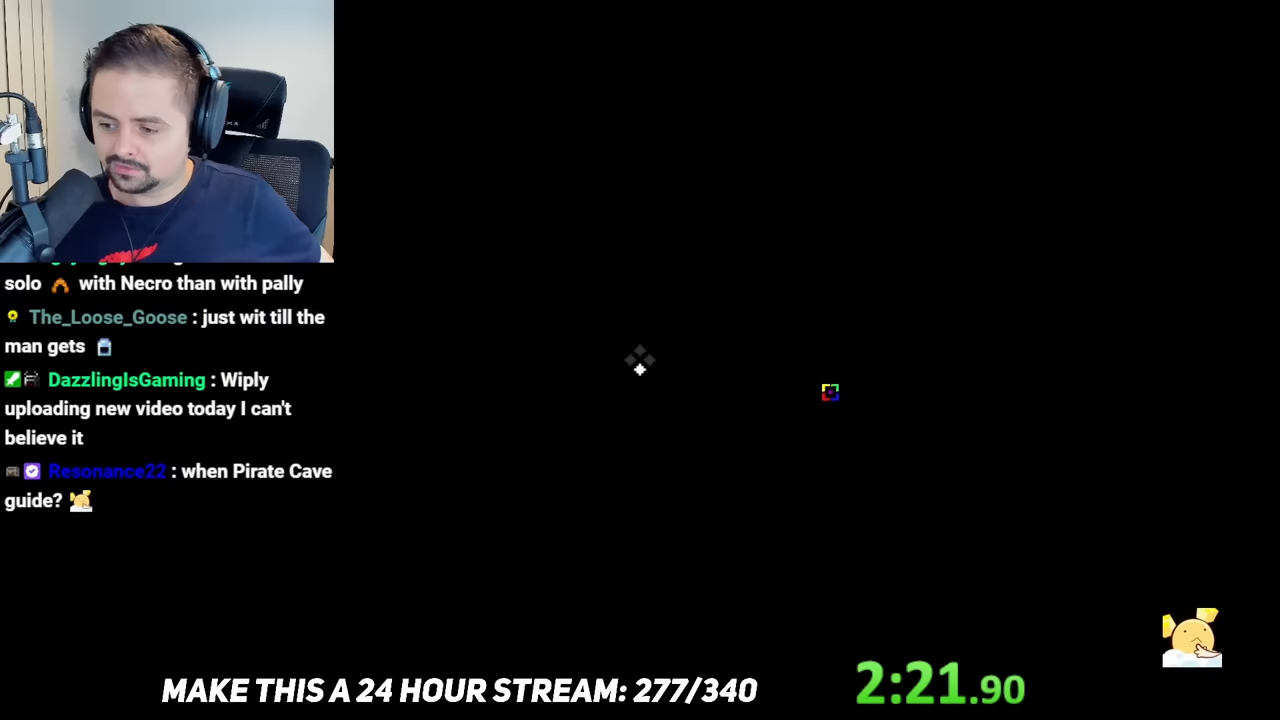 solo with Necro than with pally
The_Loose_Goose : just wit till the
man gets
DazzlingIsGaming : Wiply
uploading new video today I can't
believe it
Resonance22 : when Pirate Cave
guide?
MAKE THIS A 24 HOUR STREAM: 277/340
2:21.90